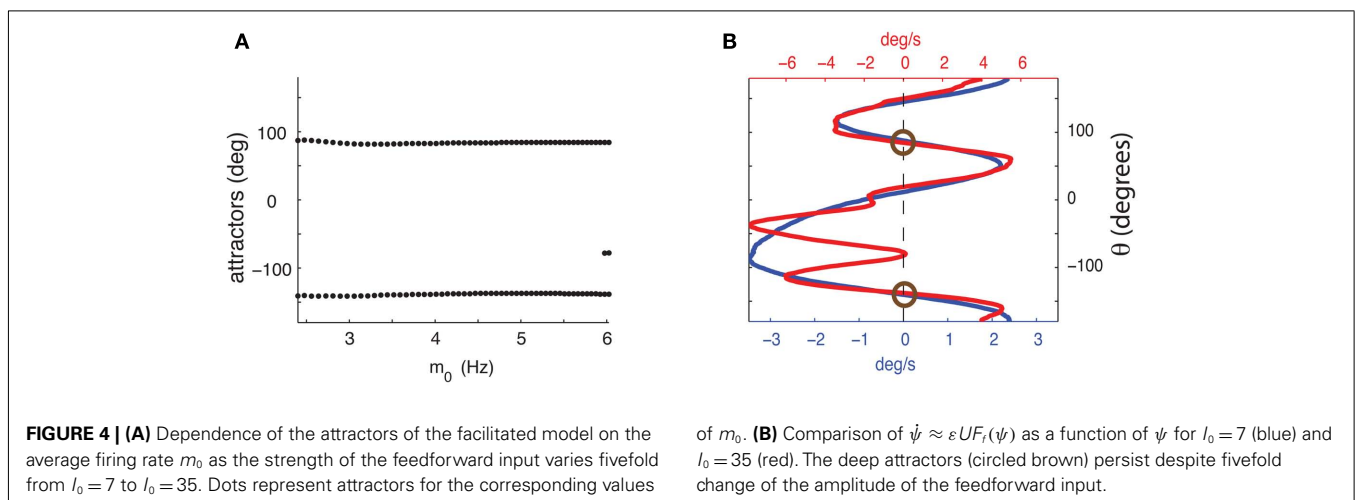 A
attractors (deg)
100
0
−100
3
4
5
6
m0 (Hz)
B
deg/s
−6 −4 −2 0 2 4 6
100
0
−100
θ (degrees)
−3 −2 −1 0 1 2 3
deg/s
FIGURE 4 | (A) Dependence of the attractors of the facilitated model on the
average firing rate m0 as the strength of the feedforward input varies fivefold
from I0 = 7 to I0 = 35. Dots represent attractors for the corresponding values
of m0. (B) Comparison of ψ̇ ≈ εUFf(ψ) as a function of ψ for I0 = 7 (blue) and
I0 = 35 (red). The deep attractors (circled brown) persist despite fivefold
change of the amplitude of the feedforward input.